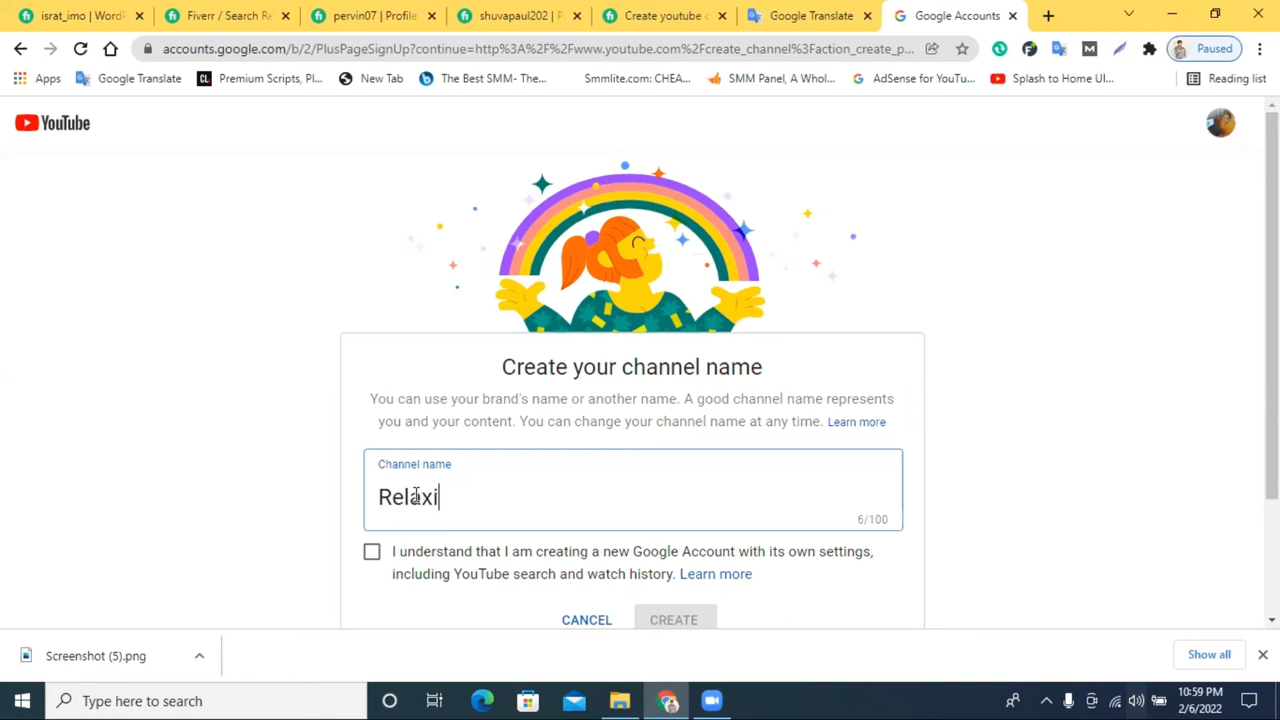 israt_imo | WordP
Fiverr / Search Re
pervin07 | Profile
shuvapaul202 | P
Create youtube c
Google Translate
Google Accounts
accounts.google.com/b/2/PlusPageSignUp?continue=http%3A%2F%2Fwww.youtube.com%2Fcreate_channel%3Faction_create_p...
Paused
Apps
Google Translate
CL
Premium Scripts, Pl...
New Tab
The Best SMM- The...
Smmlite.com: CHEA...
SMM Panel, A Whol...
AdSense for YouTu...
Splash to Home UI...
Reading list
YouTube
Create your channel name
You can use your brand's name or another name. A good channel name represents
you and your content. You can change your channel name at any time. Learn more
Channel name
Relaxi
6/100
I understand that I am creating a new Google Account with its own settings,
including YouTube search and watch history. Learn more
CANCEL
CREATE
Screenshot (5).png
Show all
Type here to search
10:59 PM
2/6/2022